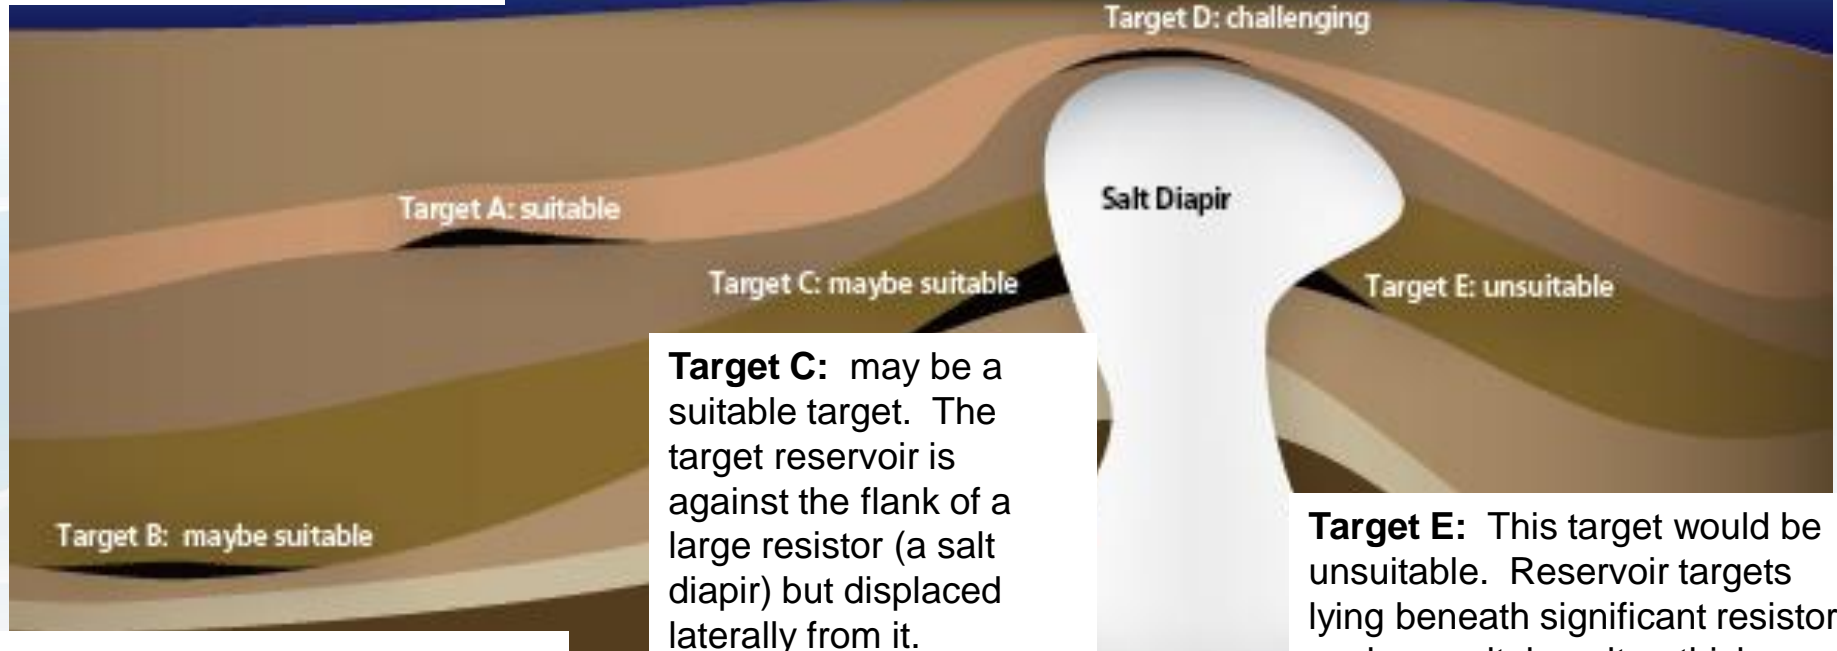 Target D: challenging
Target A: suitable
Salt Diapir
Target C: maybe suitable
Target E: unsuitable
Target B: maybe suitable
Target C: may be a
suitable target. The
target reservoir is
against the flank of a
large resistor (a salt
diapir) but displaced
laterally from it.
Target E: This target would be
unsuitable. Reservoir targets
lying beneath significant resistor